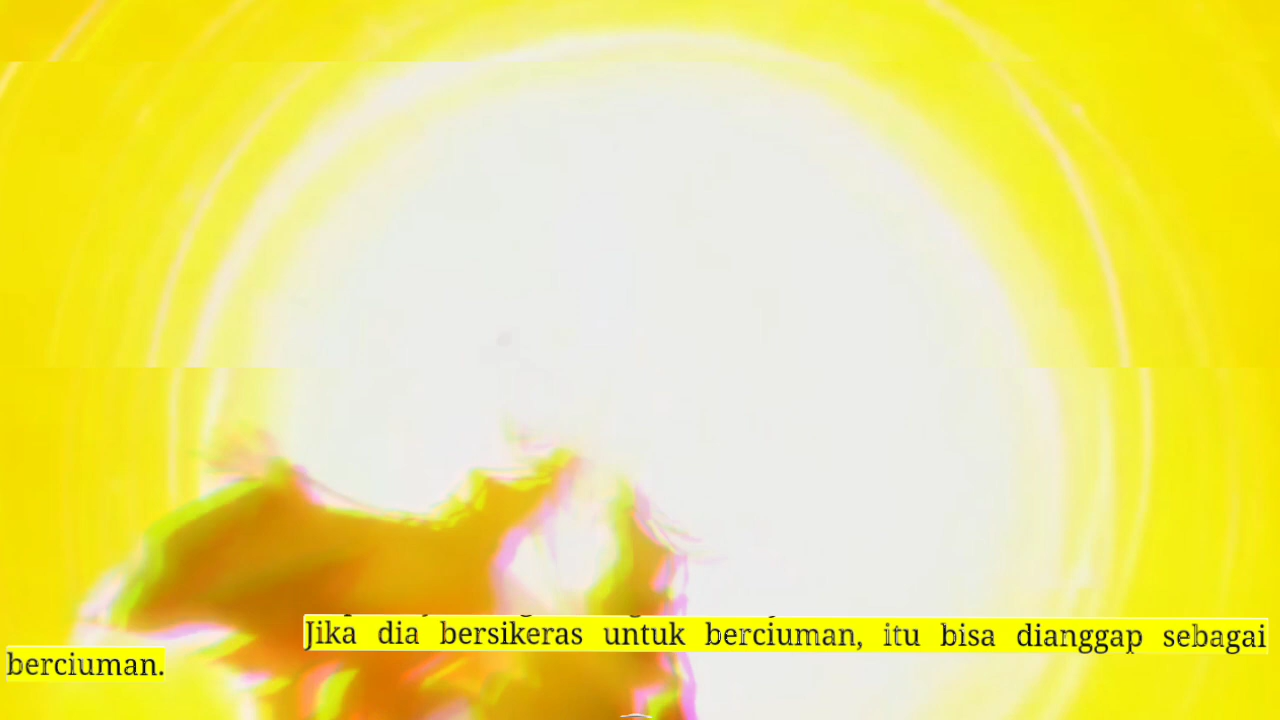 Jika dia bersikeras untuk berciuman, itu bisa dianggap sebagai
berciuman.